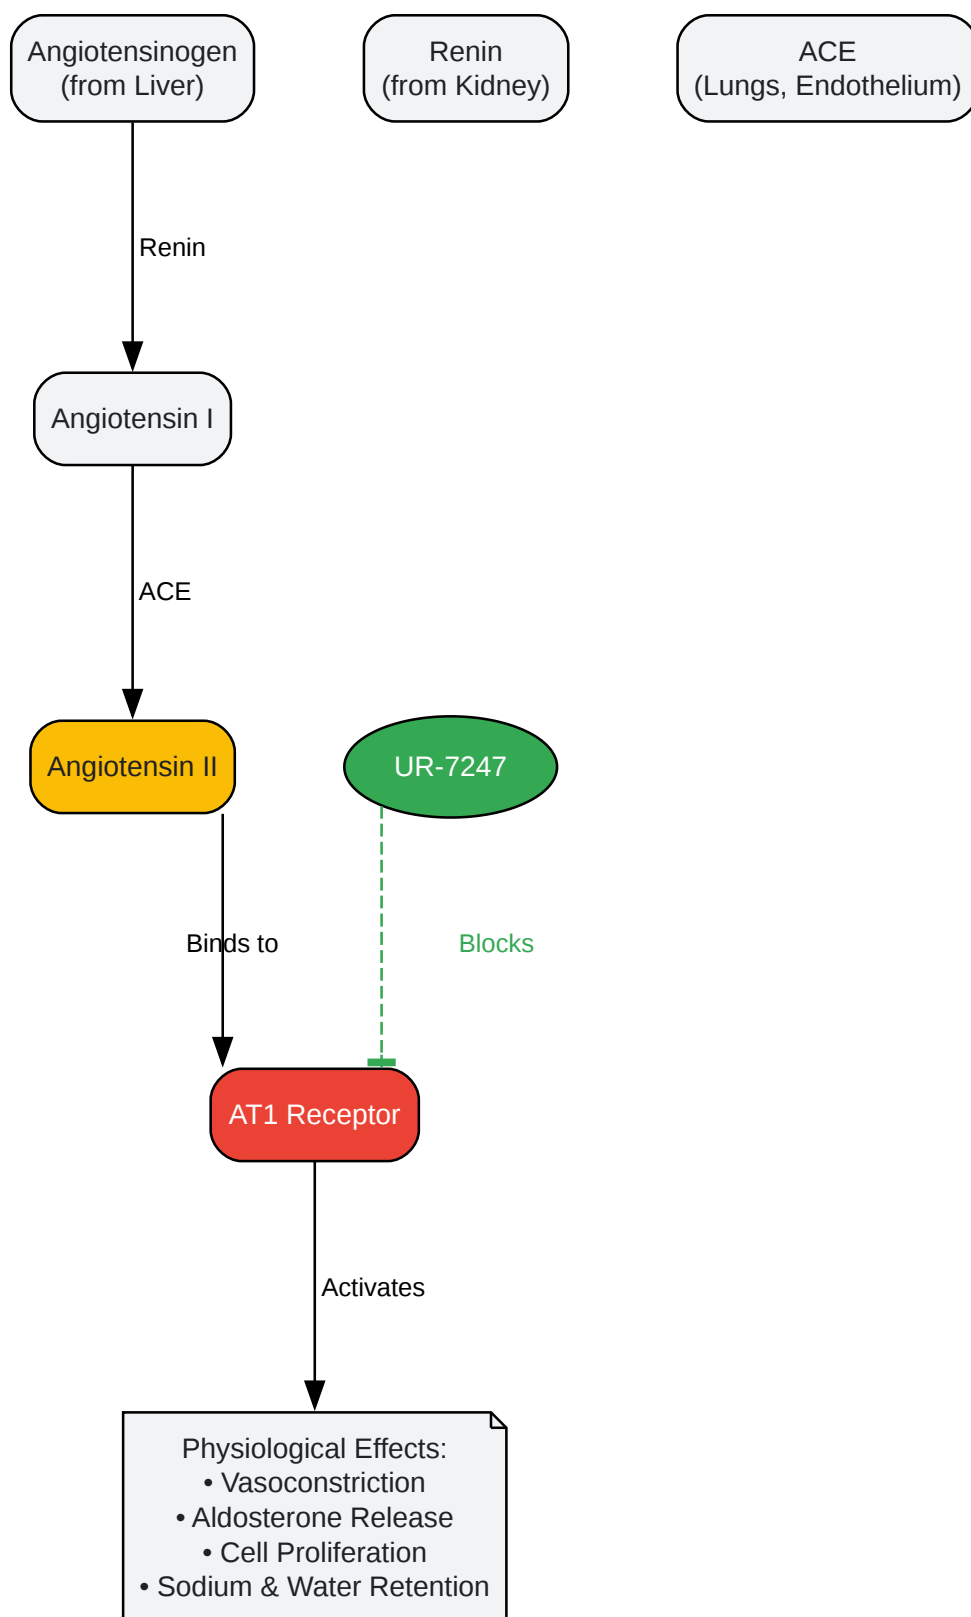 Angiotensinogen
(from Liver)
Renin
(from Kidney)
ACE
(Lungs, Endothelium)
Renin
Angiotensin I
ACE
Angiotensin II
UR-7247
Binds to
Blocks
AT1 Receptor
Activates
Physiological Effects:
• Vasoconstriction
• Aldosterone Release
• Cell Proliferation
• Sodium & Water Retention